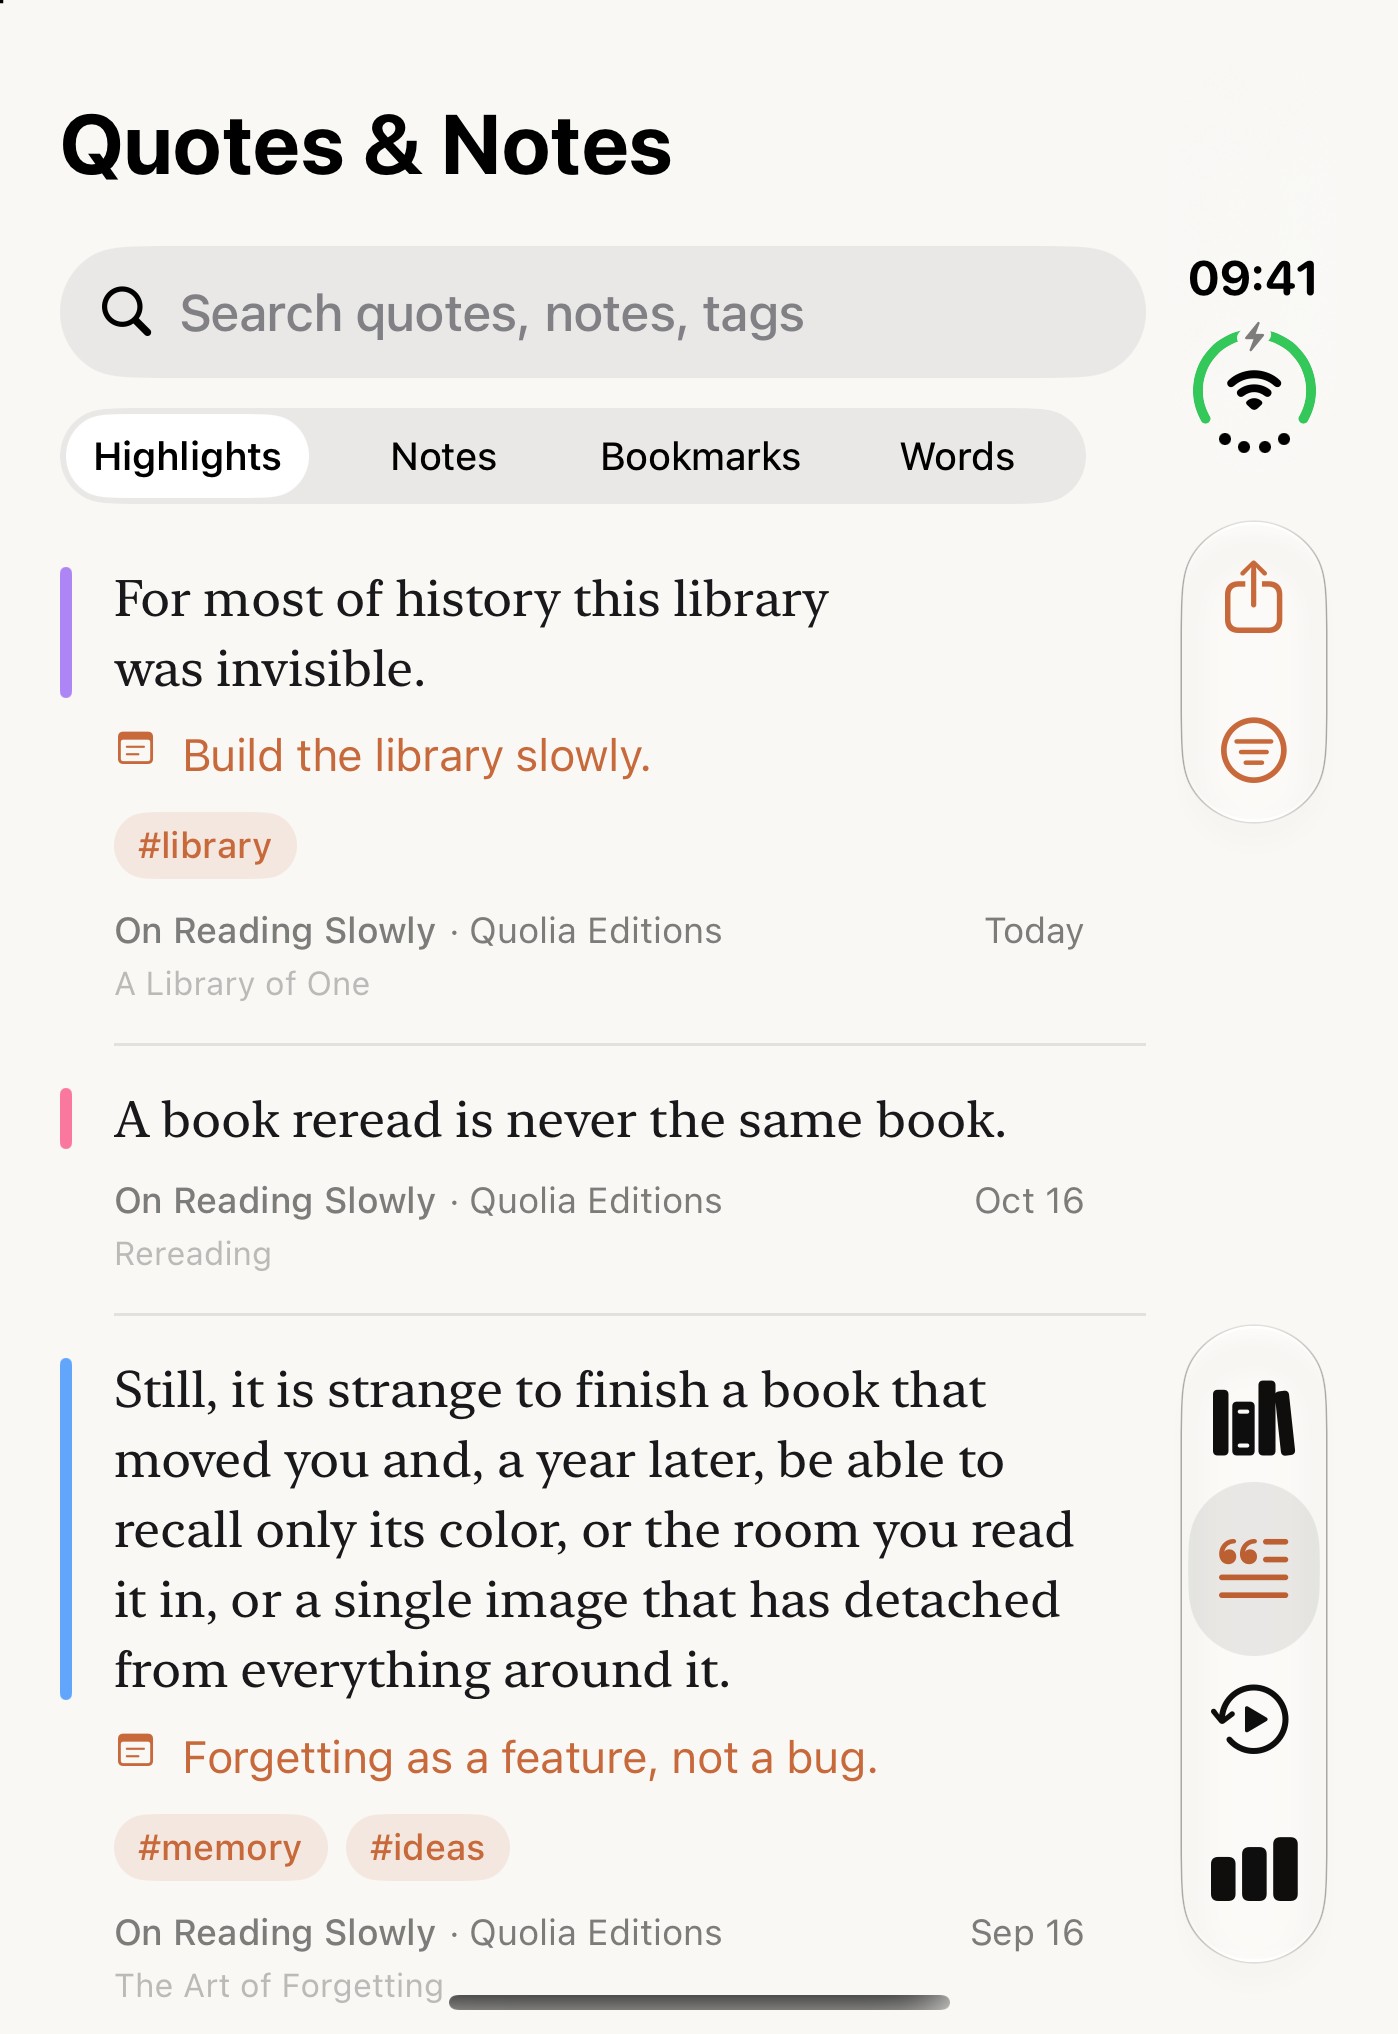 Quotes & Notes
Search quotes, notes, tags
09:41
Highlights Notes Bookmarks Words
For most of history this library
was invisible.
Build the library slowly.
#library
On Reading Slowly · Quolia Editions Today
A Library of One
A book reread is never the same book.
On Reading Slowly · Quolia Editions Oct 16
Rereading
Still, it is strange to finish a book that
moved you and, a year later, be able to
recall only its color, or the room you read
it in, or a single image that has detached
from everything around it.
Forgetting as a feature, not a bug.
#memory #ideas
On Reading Slowly · Quolia Editions Sep 16
The Art of Forgetting